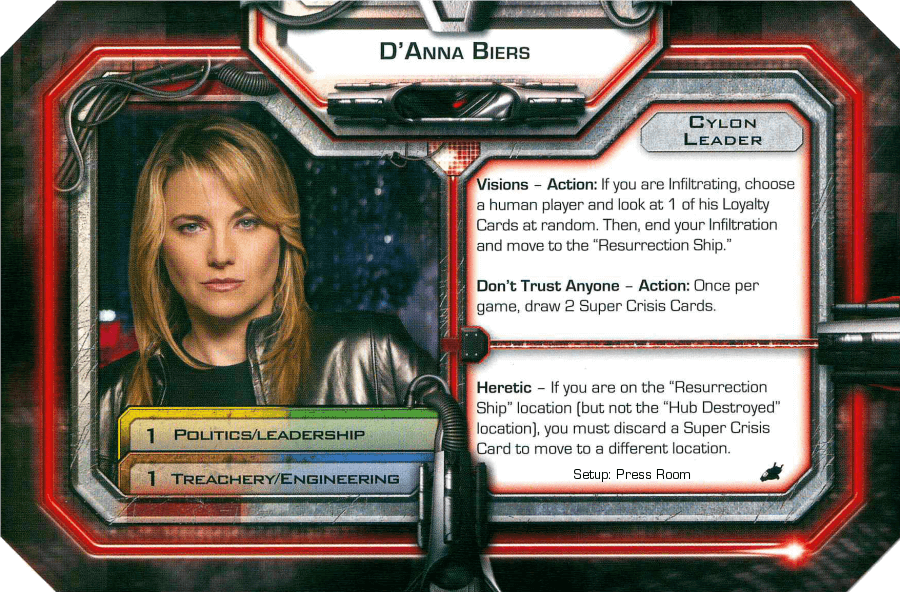 D'Anna Biers
Cylon
Leader
Visions – Action: If you are Infiltrating, choose
a human player and look at 1 of his Loyalty
Cards at random. Then, end your Infiltration
and move to the “Resurrection Ship.”
Don't Trust Anyone – Action: Once per
game, draw 2 Super Crisis Cards.
Heretic – If you are on the “Resurrection
Ship” location (but not the “Hub Destroyed”
location), you must discard a Super Crisis
Card to move to a different location.
Setup: Press Room
1 Politics/Leadership
1 Treachery/Engineering